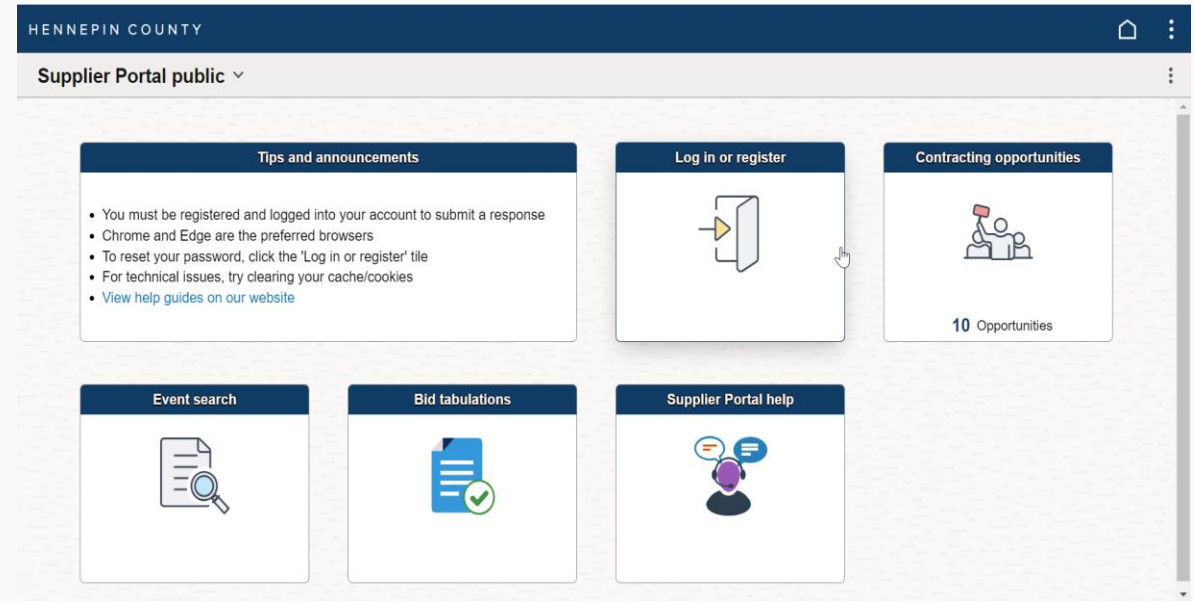 HENNEPIN COUNTY
Supplier Portal public
Tips and announcements
You must be registered and logged into your account to submit a response
Chrome and Edge are the preferred browsers
To reset your password, click the 'Log in or register' tile
For technical issues, try clearing your cache/cookies
View help guides on our website
Log in or register
Contracting opportunities
10 Opportunities
Event search
Bid tabulations
Supplier Portal help